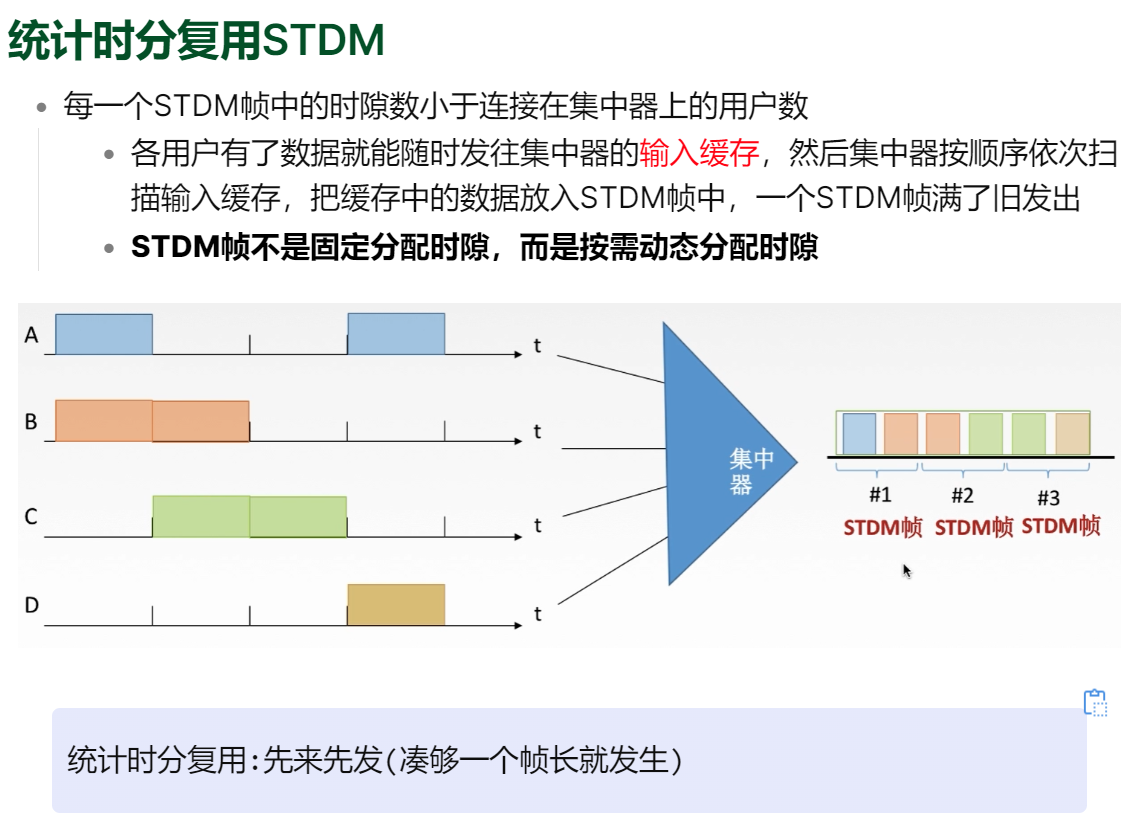 统计时分复用STDM
每一个STDM帧中的时隙数小于连接在集中器上的用户数
各用户有了数据就能随时发往集中器的输入缓存，然后集中器按顺序依次扫
描输入缓存，把缓存中的数据放入STDM帧中，一个STDM帧满了旧发出
STDM帧不是固定分配时隙，而是按需动态分配时隙
A
t
B
t
C
t
D
t
集中
器
#1
#2
#3
STDM帧
STDM帧
STDM帧
统计时分复用:先来先发(凑够一个帧长就发生)